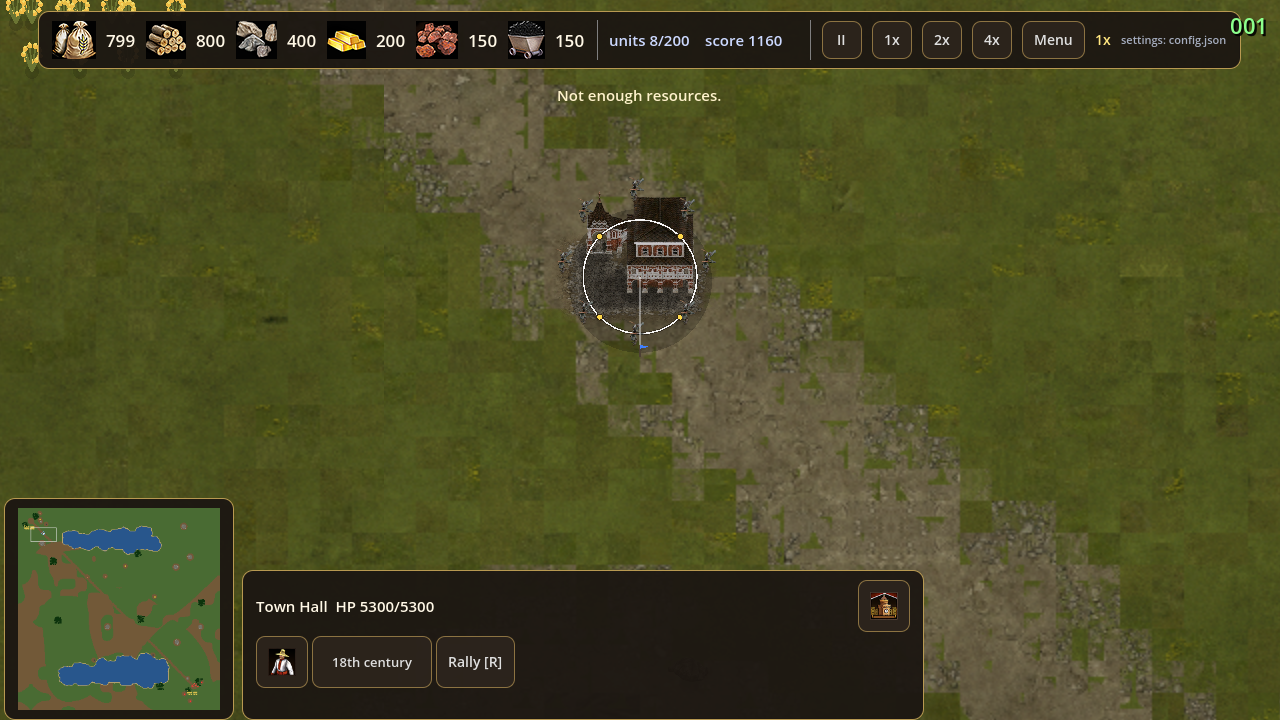 799 800 400 200 150 150 units 8/200 score 1160 II 1x 2x 4x Menu 1x settings: config.json 001
Not enough resources.
Town Hall HP 5300/5300
18th century Rally [R]